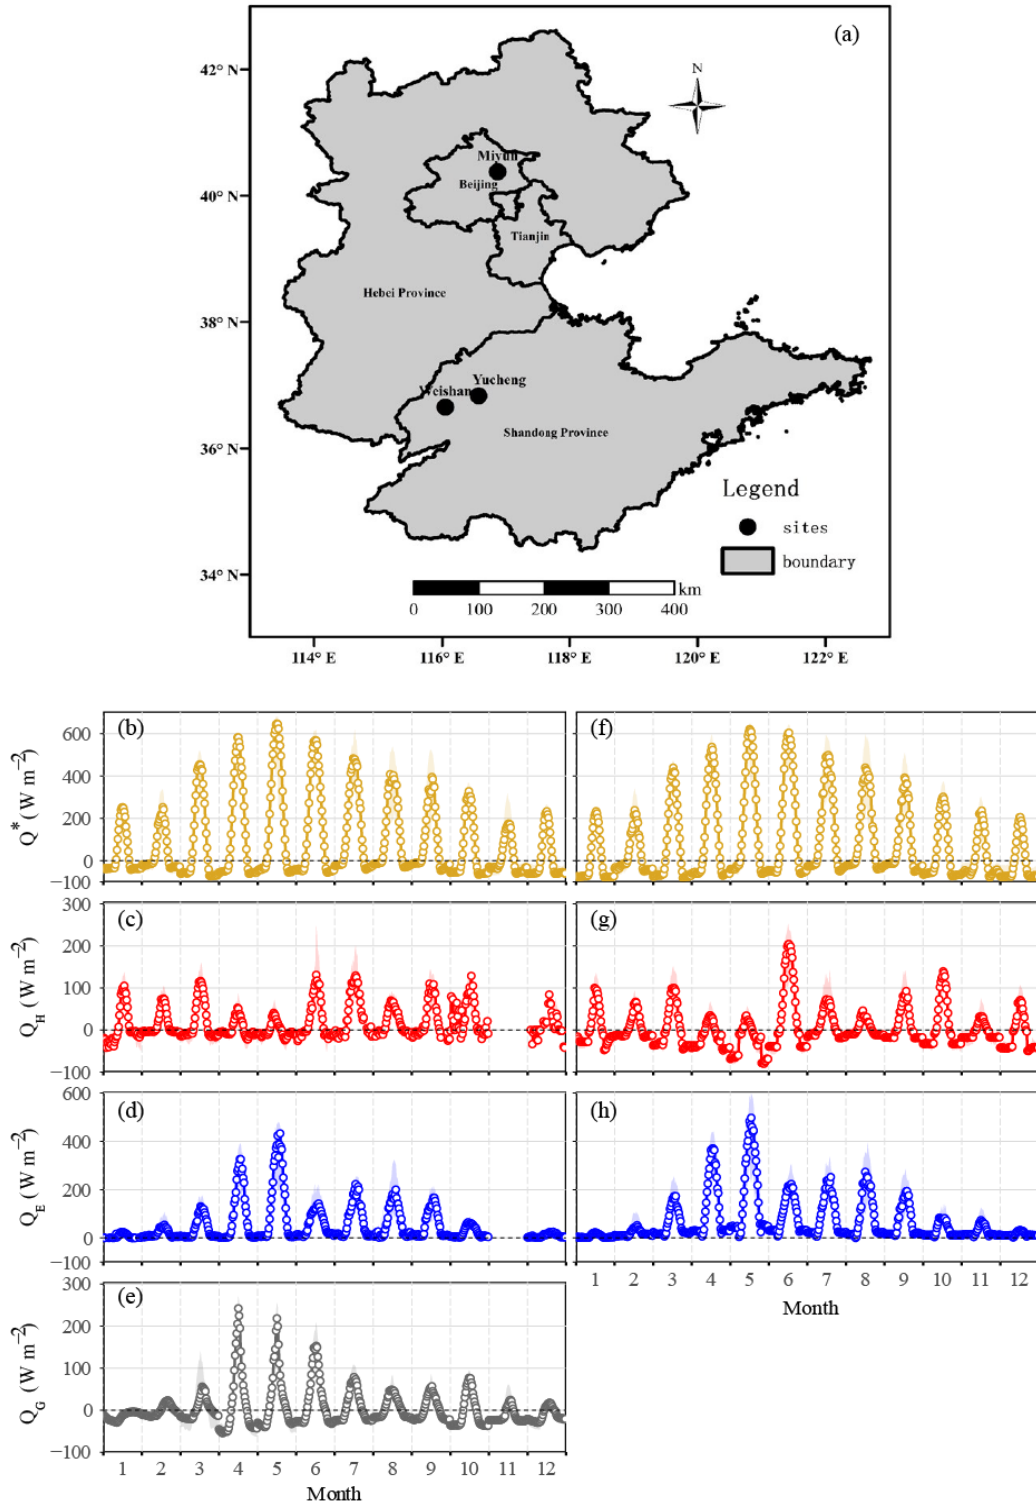 (a)
N
42° N
40° N
38° N
36° N
34° N
Miyun
Beijing
Tianjin
Hebei Province
Weishan
Yucheng
Shandong Province
Legend
sites
boundary
km
0 100 200 300 400
114° E 116° E 118° E 120° E 122° E
(b) (f)
Q* (W m−2)
600
400
200
0
−100
(c) (g)
QH (W m−2)
300
200
100
0
−100
(d) (h)
QE (W m−2)
600
400
200
0
−100
1 2 3 4 5 6 7 8 9 10 11 12
Month
(e)
QG (W m−2)
300
200
100
0
−100
1 2 3 4 5 6 7 8 9 10 11 12
Month